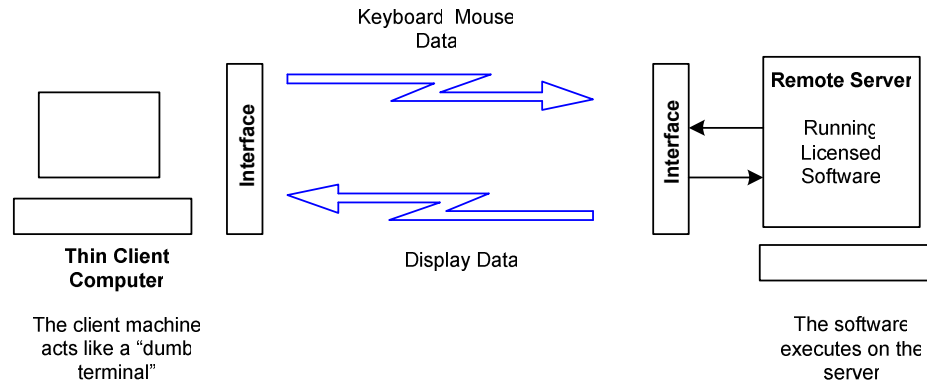 Keyboard Mouse
Data
Interface
Interface
Remote Server
Running
Licensed
Software
Thin Client
Computer
Display Data
The client machine
acts like a “dumb
terminal”
The software
executes on the
server